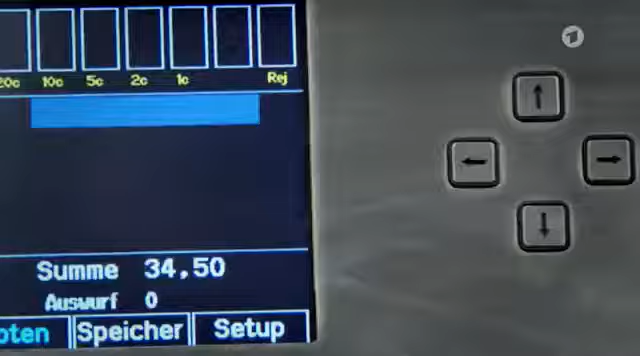 20c 10c 5c 2c 1c Rej
Summe 34,50
Auswurf 0
oten Speicher Setup